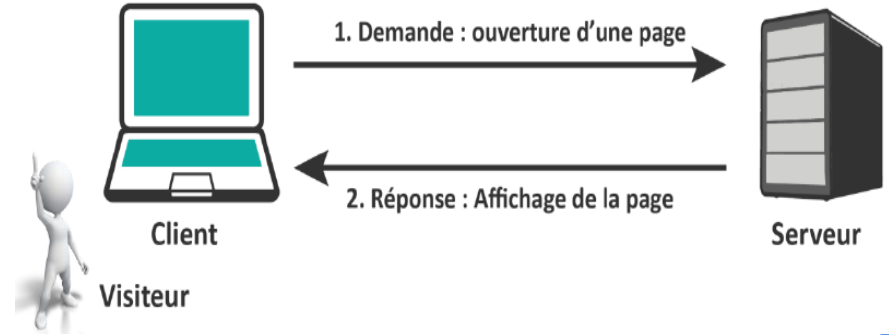 1. Demande : ouverture d'une page
2. Réponse : Affichage de la page
Client
Serveur
Visiteur